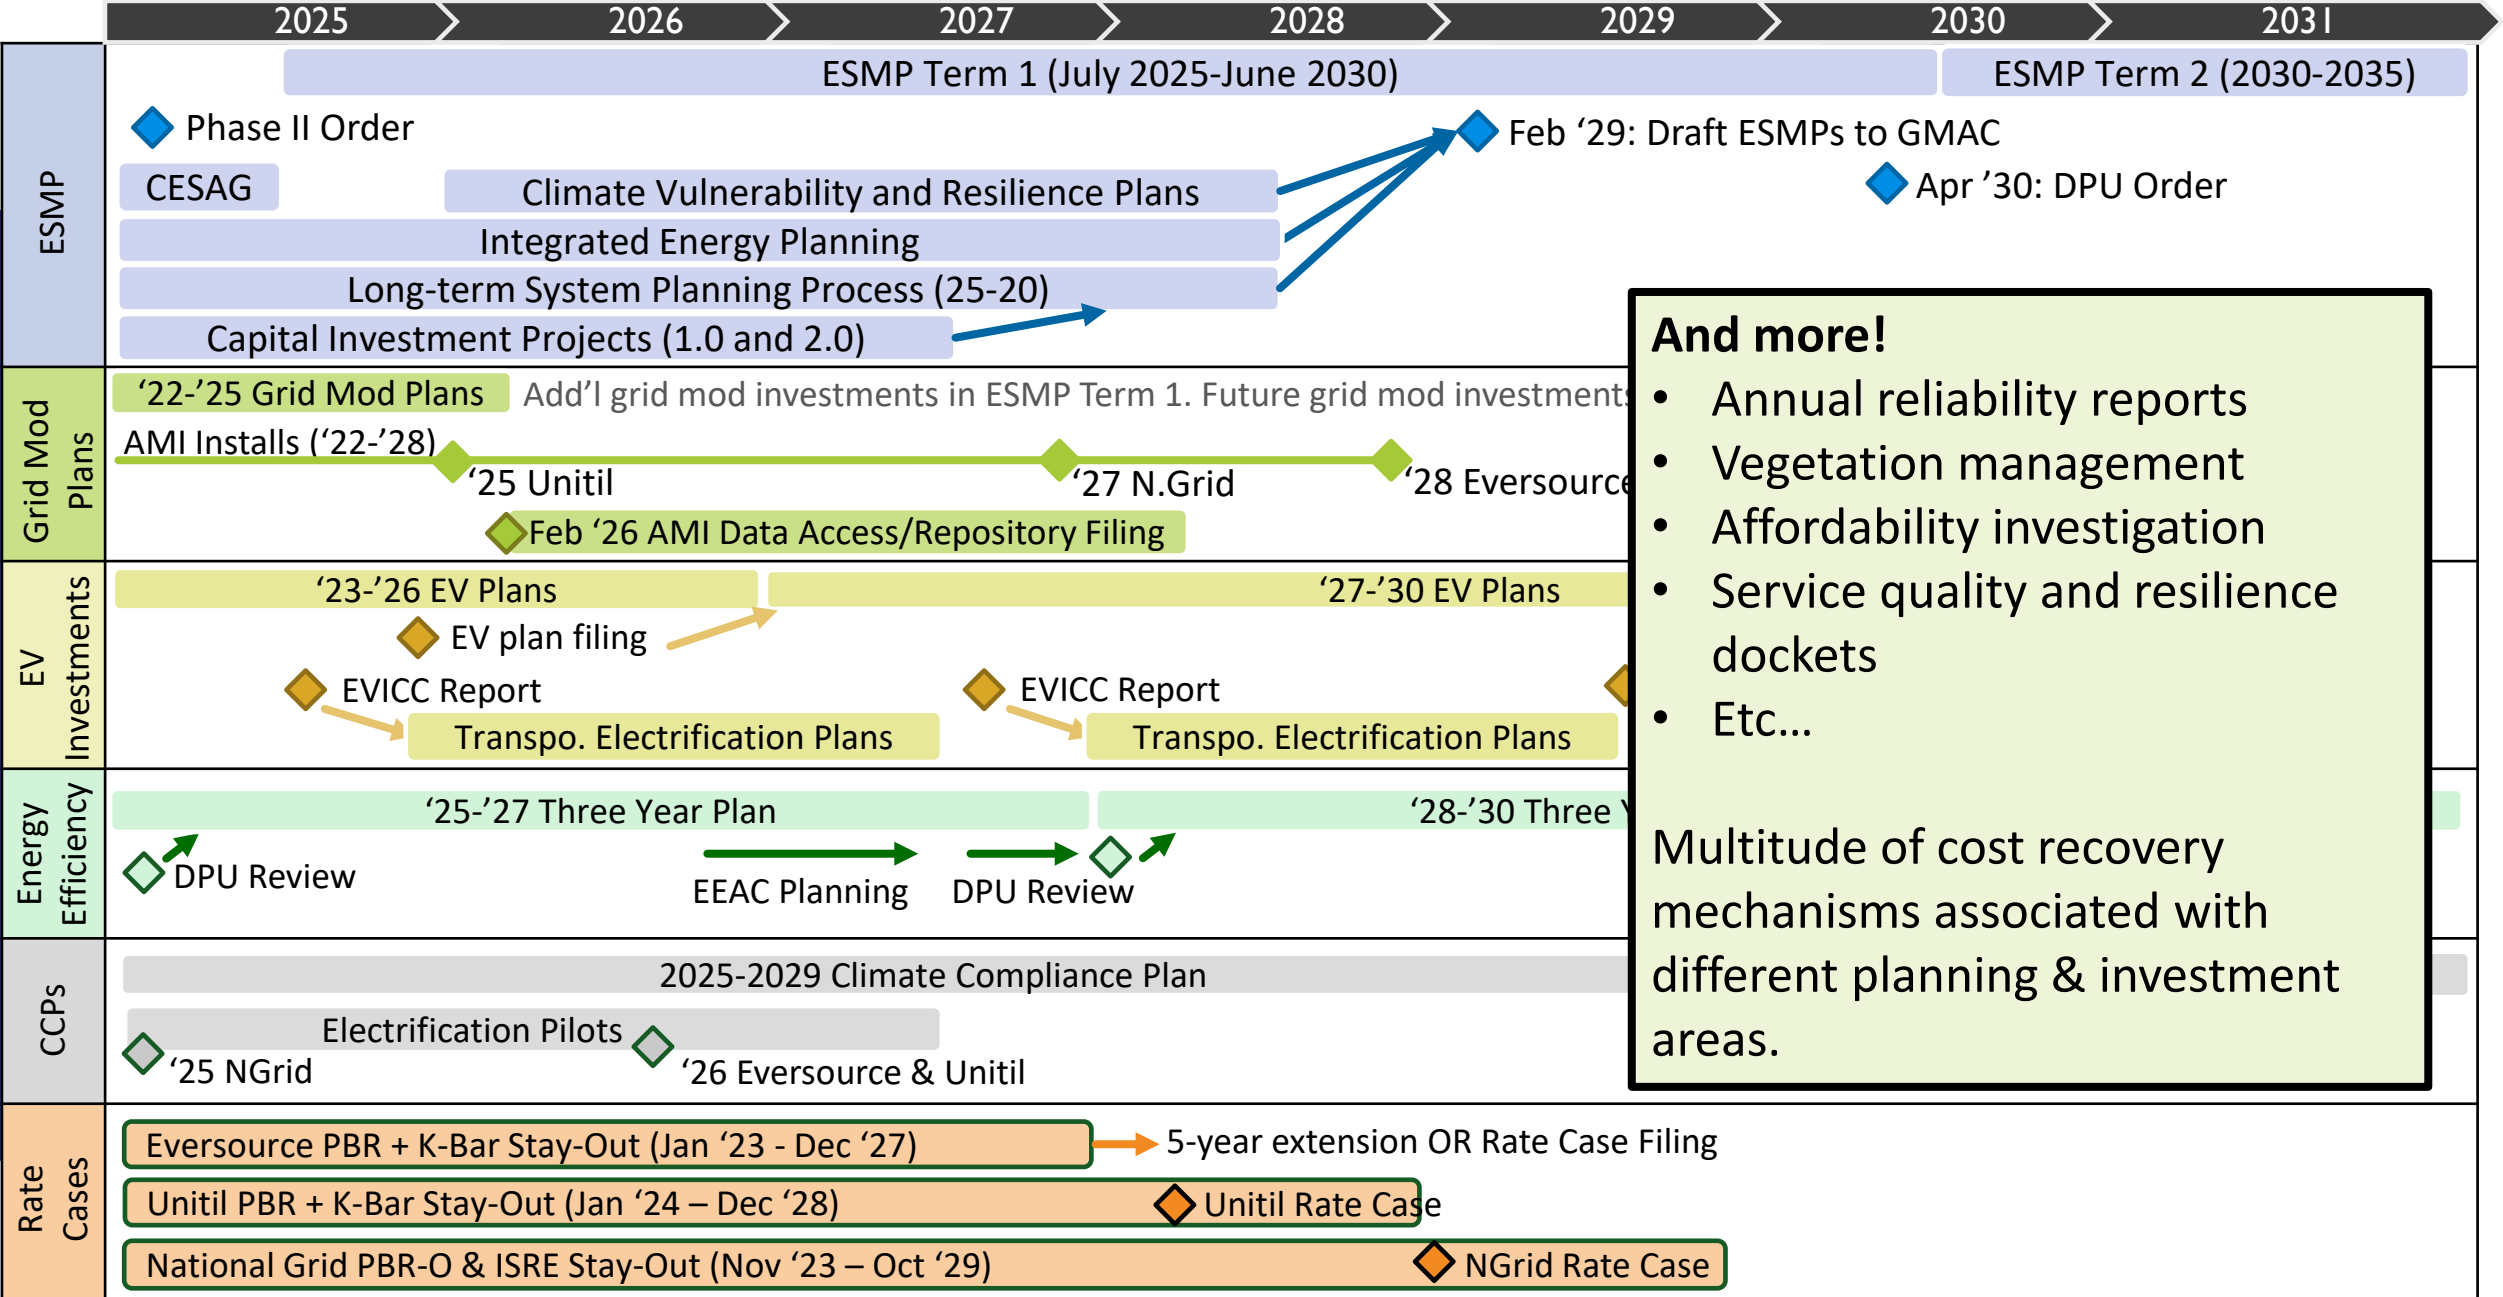 2025 2026 2027 2028 2029 2030 2031
ESMP
ESMP Term 1 (July 2025-June 2030)
ESMP Term 2 (2030-2035)
Phase II Order
Feb ‘29: Draft ESMPs to GMAC
CESAG
Climate Vulnerability and Resilience Plans
Apr ’30: DPU Order
Integrated Energy Planning
Long-term System Planning Process (25-20)
Capital Investment Projects (1.0 and 2.0)
Grid Mod
Plans
‘22-’25 Grid Mod Plans
Add’l grid mod investments in ESMP Term 1. Future grid mod investments
AMI Installs (‘22-’28)
‘25 Unitil
‘27 N.Grid
‘28 Eversource
Feb ‘26 AMI Data Access/Repository Filing
EV
Investments
‘23-’26 EV Plans
‘27-’30 EV Plans
EV plan filing
EVICC Report
EVICC Report
Transpo. Electrification Plans
Transpo. Electrification Plans
Energy
Efficiency
‘25-’27 Three Year Plan
‘28-’30 Three
DPU Review
EEAC Planning
DPU Review
CCPs
2025-2029 Climate Compliance Plan
Electrification Pilots
‘25 NGrid
‘26 Eversource & Unitil
Rate
Cases
Eversource PBR + K-Bar Stay-Out (Jan ‘23 - Dec ‘27)
5-year extension OR Rate Case Filing
Unitil PBR + K-Bar Stay-Out (Jan ‘24 – Dec ‘28)
Unitil Rate Case
National Grid PBR-O & ISRE Stay-Out (Nov ‘23 – Oct ‘29)
NGrid Rate Case
And more!
• Annual reliability reports
• Vegetation management
• Affordability investigation
• Service quality and resilience
dockets
• Etc...
Multitude of cost recovery
mechanisms associated with
different planning & investment
areas.